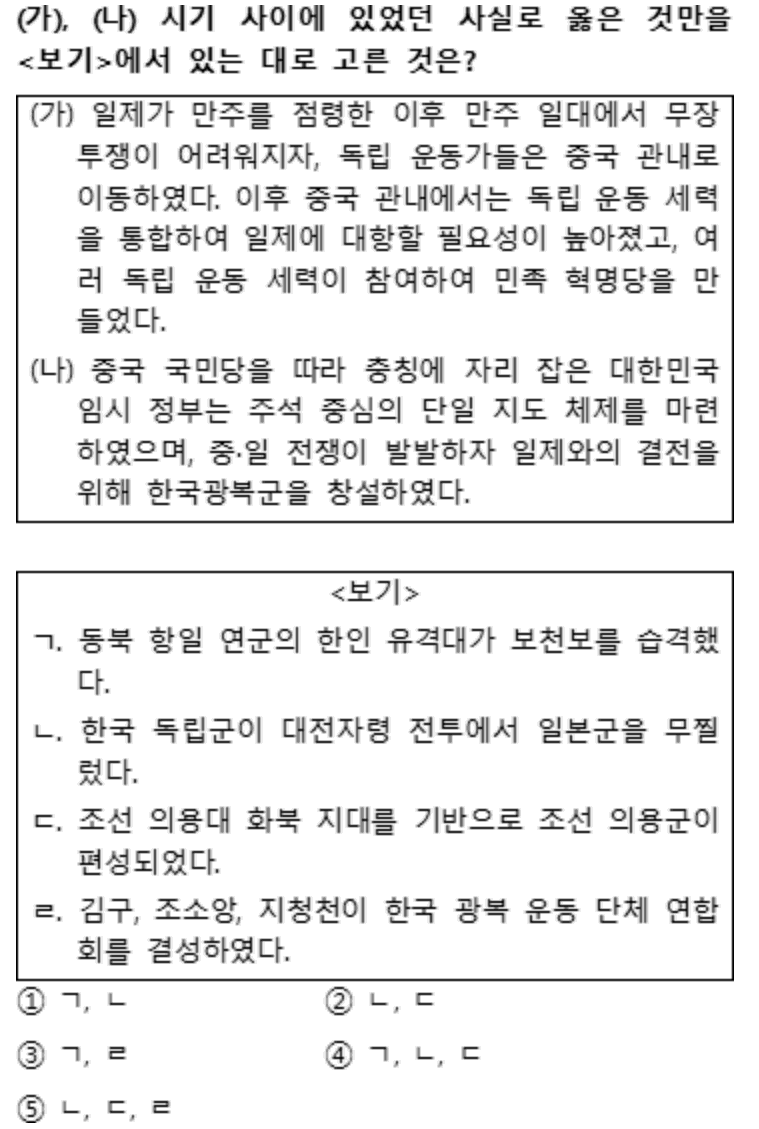 (가), (나) 시기 사이에 있었던 사실로 옳은 것만을
<보기>에서 있는 대로 고른 것은?
(가) 일제가 만주를 점령한 이후 만주 일대에서 무장
투쟁이 어려워지자, 독립 운동가들은 중국 관내로
이동하였다. 이후 중국 관내에서는 독립 운동 세력
을 통합하여 일제에 대항할 필요성이 높아졌고, 여
러 독립 운동 세력이 참여하여 민족 혁명당을 만
들었다.
(나) 중국 국민당을 따라 충칭에 자리 잡은 대한민국
임시 정부는 주석 중심의 단일 지도 체제를 마련
하였으며, 중·일 전쟁이 발발하자 일제와의 결전을
위해 한국광복군을 창설하였다.
<보기>
ㄱ. 동북 항일 연군의 한인 유격대가 보천보를 습격했
다.
ㄴ. 한국 독립군이 대전자령 전투에서 일본군을 무찔
렀다.
ㄷ. 조선 의용대 화북 지대를 기반으로 조선 의용군이
편성되었다.
ㄹ. 김구, 조소앙, 지청천이 한국 광복 운동 단체 연합
회를 결성하였다.
① ㄱ, ㄴ ② ㄴ, ㄷ
③ ㄱ, ㄹ ④ ㄱ, ㄴ, ㄷ
⑤ ㄴ, ㄷ, ㄹ